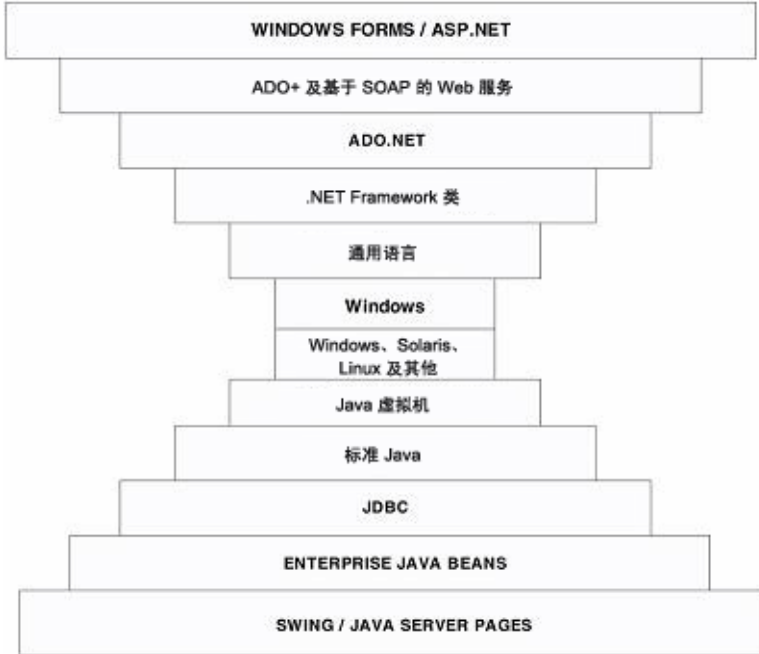 WINDOWS FORMS / ASP.NET
ADO+ 及基于 SOAP 的 Web 服务
ADO.NET
.NET Framework 类
通用语言
Windows
Windows、Solaris、
Linux 及其他
Java 虚拟机
标准 Java
JDBC
ENTERPRISE JAVA BEANS
SWING / JAVA SERVER PAGES